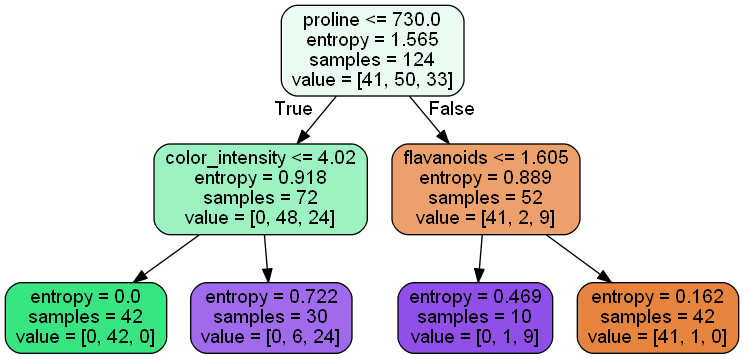 proline <= 730.0
entropy = 1.565
samples = 124
value = [41, 50, 33]
True
False
color_intensity <= 4.02
entropy = 0.918
samples = 72
value = [0, 48, 24]
flavanoids <= 1.605
entropy = 0.889
samples = 52
value = [41, 2, 9]
entropy = 0.0
samples = 42
value = [0, 42, 0]
entropy = 0.722
samples = 30
value = [0, 6, 24]
entropy = 0.469
samples = 10
value = [0, 1, 9]
entropy = 0.162
samples = 42
value = [41, 1, 0]